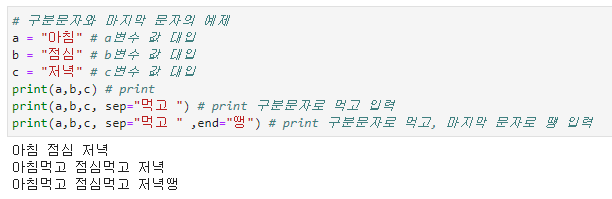 # 구분문자와 마지막 문자의 예제
a = "아침" # a변수 값 대입
b = "점심" # b변수 값 대입
c = "저녁" # c변수 값 대입
print(a,b,c) # print
print(a,b,c, sep="먹고 ") # print 구분문자로 먹고 입력
print(a,b,c, sep="먹고 " ,end="땡") # print 구분문자로 먹고, 마지막 문자로 땡 입력
아침 점심 저녁
아침먹고 점심먹고 저녁
아침먹고 점심먹고 저녁땡